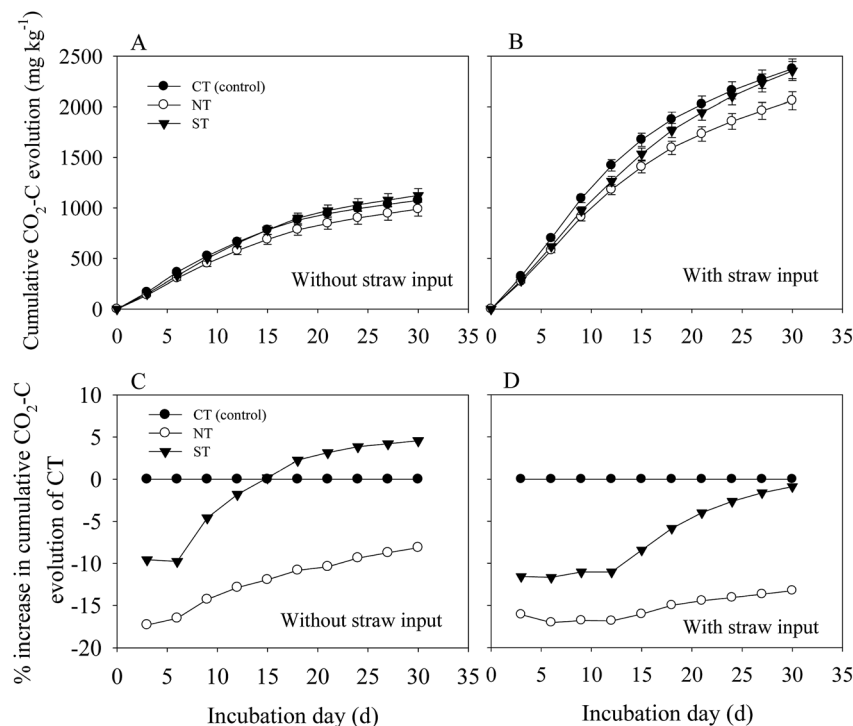 A
B
Cumulative CO₂-C evolution (mg kg⁻¹)
2500
2000
1500
1000
500
0
CT (control)
NT
ST
Without straw input
With straw input
0 5 10 15 20 25 30 35
0 5 10 15 20 25 30 35
C
D
% increase in cumulative CO₂-C
evolution of CT
10
5
0
-5
-10
-15
-20
CT (control)
NT
ST
Without straw input
With straw input
0 5 10 15 20 25 30 35
0 5 10 15 20 25 30 35
Incubation day (d)
Incubation day (d)